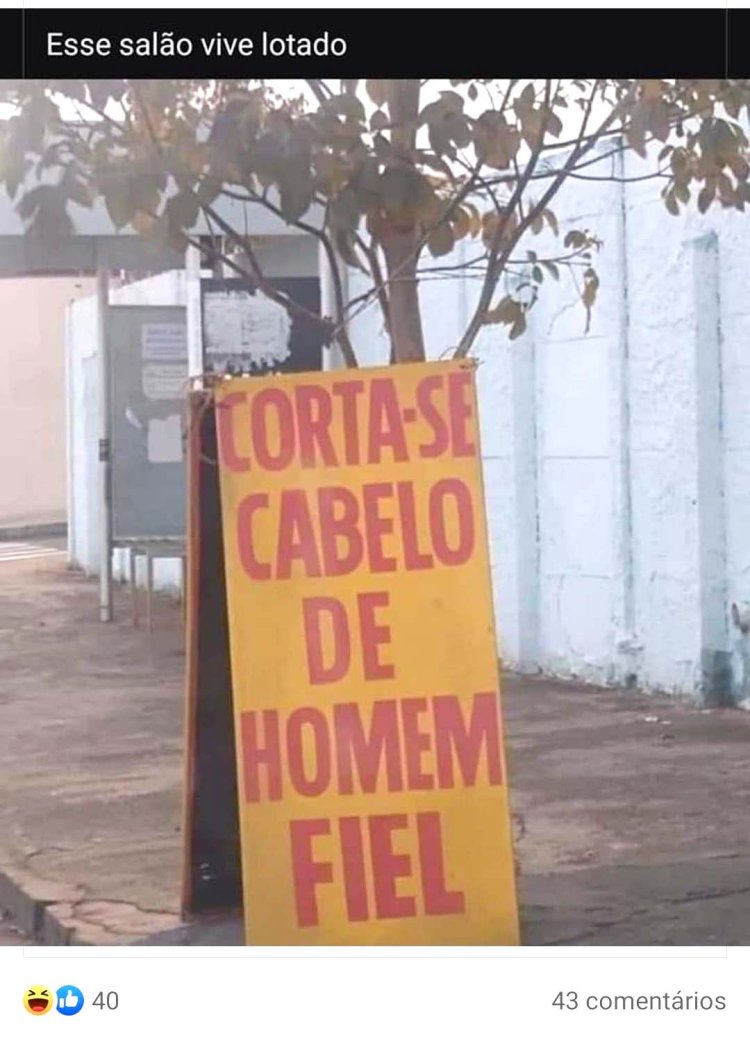 Esse salão vive lotado
CORTA-SE
CABELO
DE
HOMEM
FIEL
40
43 comentários